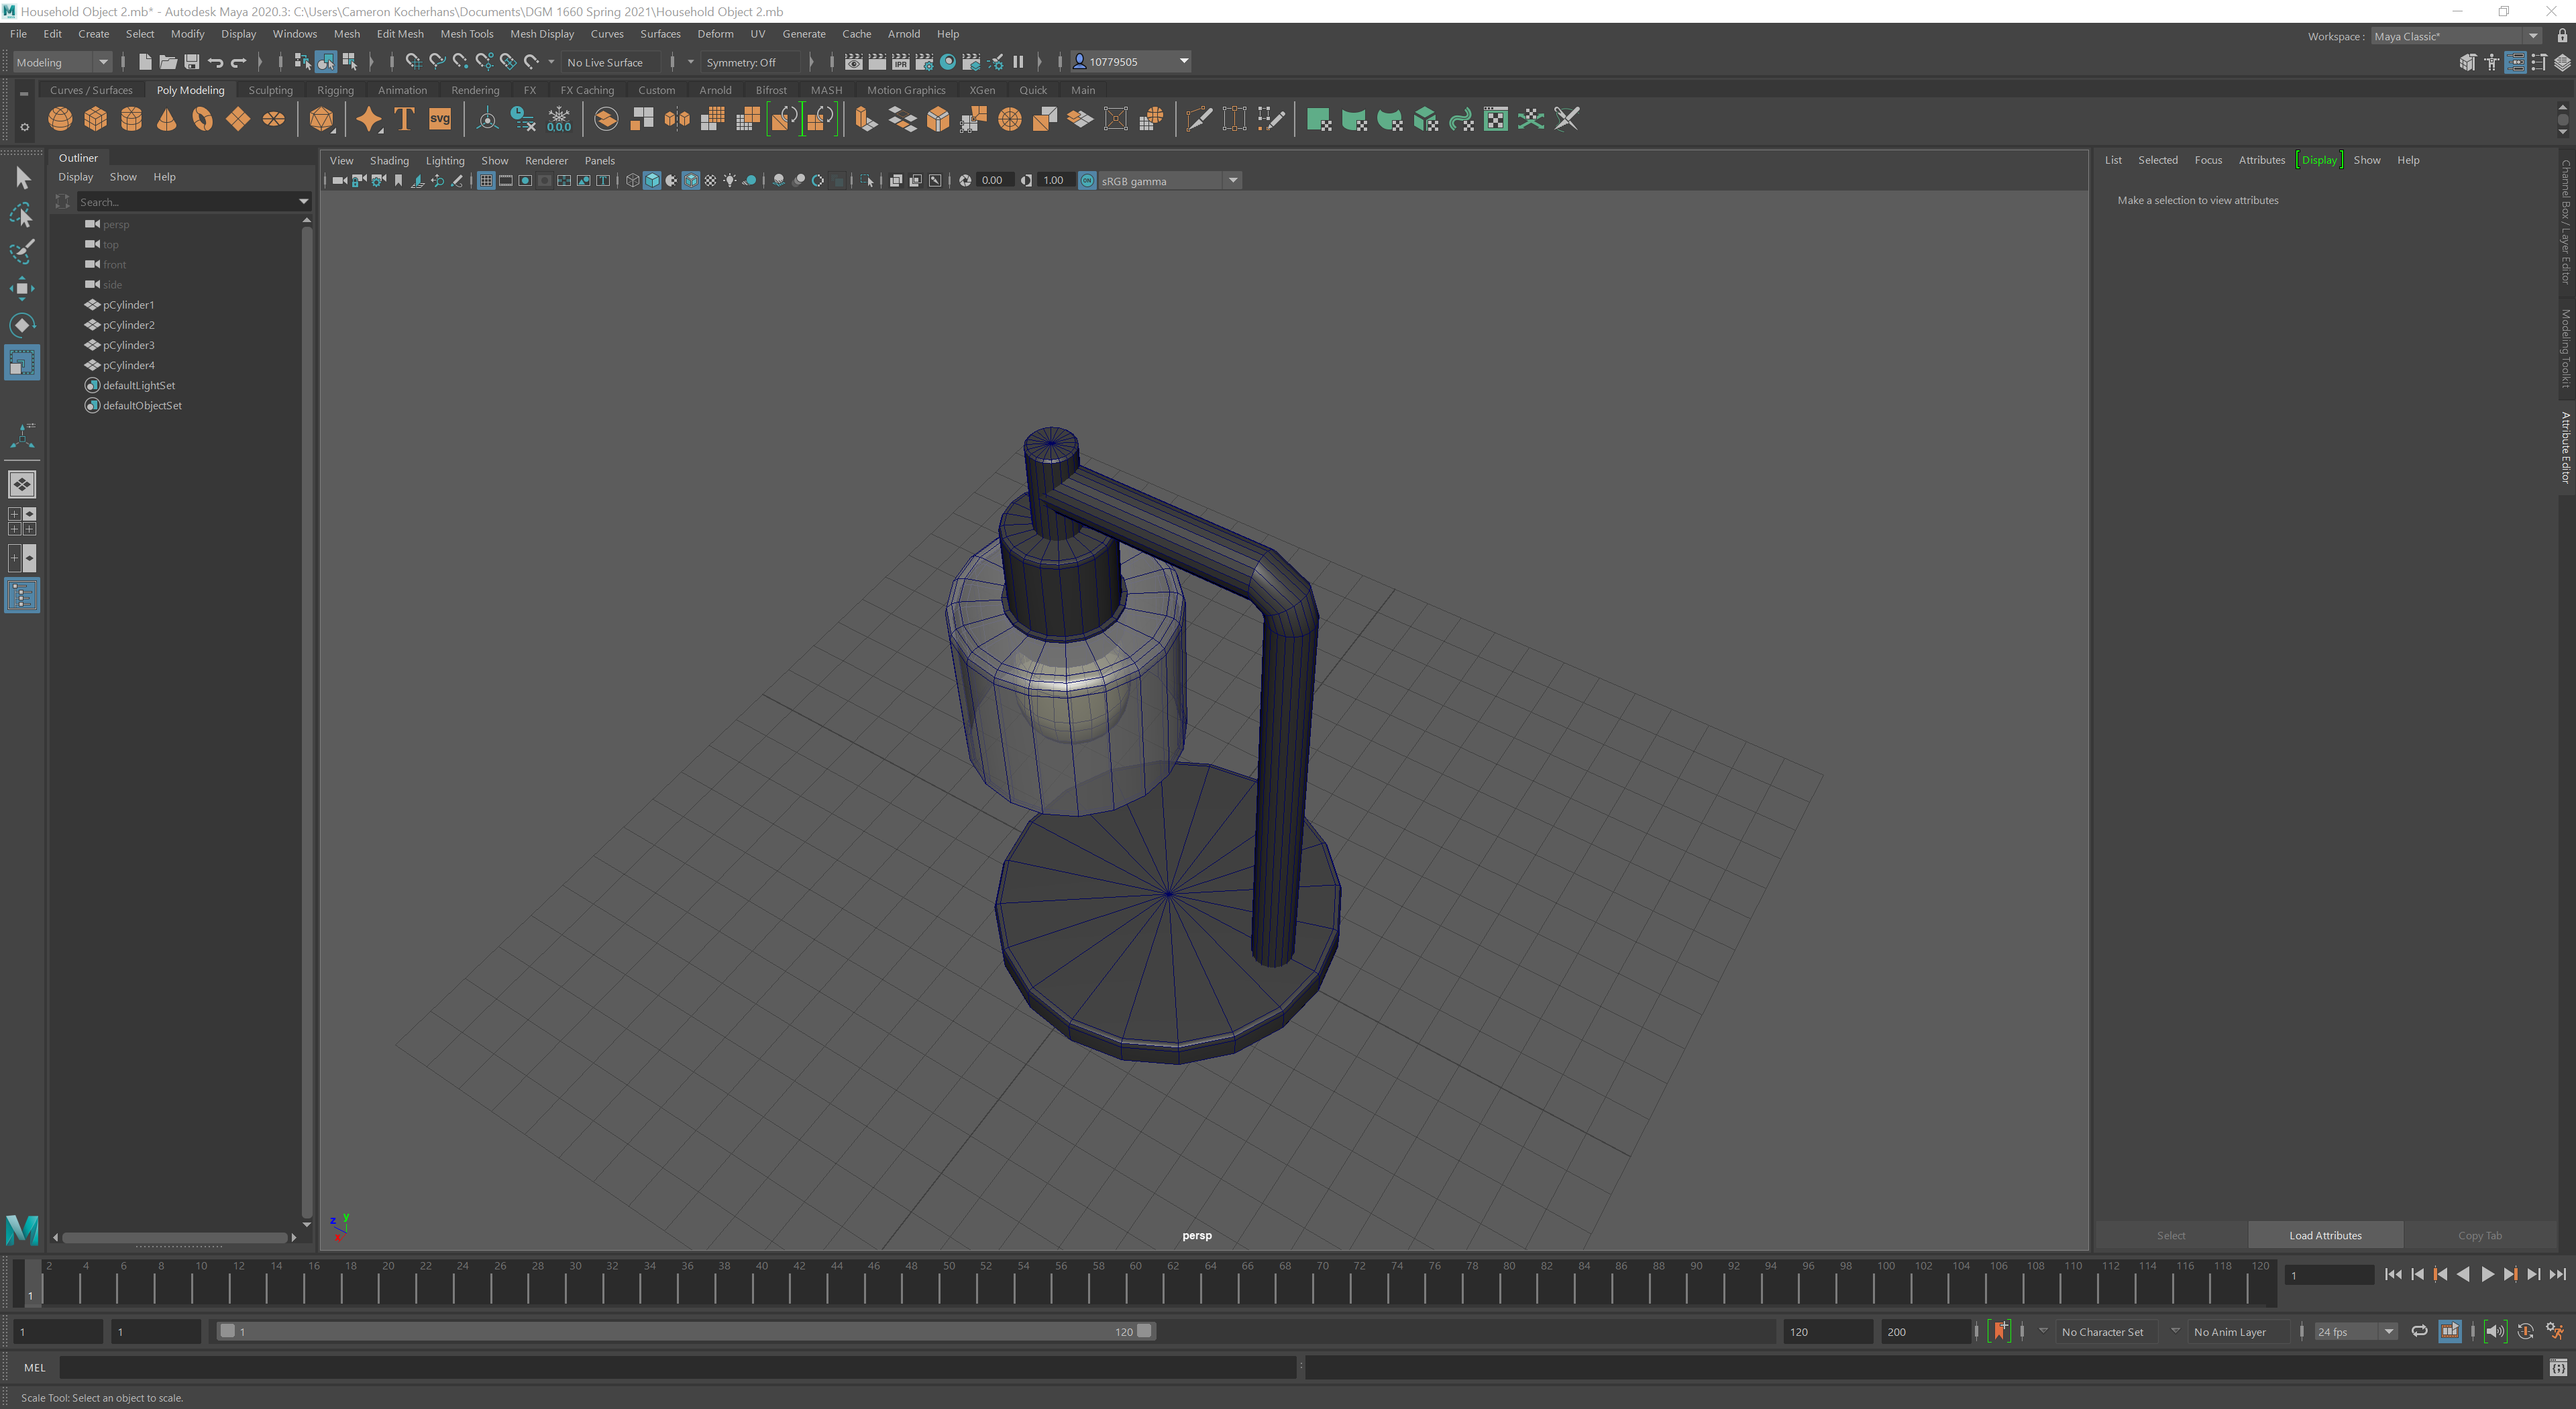 Household Object 2.mb* - Autodesk Maya 2020.3: C:\Users\Cameron Kocherhans\Documents\DGM 1660 Spring 2021\Household Object 2.mb
File Edit Create Select Modify Display Windows Mesh Edit Mesh Mesh Tools Mesh Display Curves Surfaces Deform UV Generate Cache Arnold Help
Workspace : Maya Classic*
Modeling No Live Surface Symmetry: Off IPR 10779505
Curves / Surfaces Poly Modeling Sculpting Rigging Animation Rendering FX FX Caching Custom Arnold Bifrost MASH Motion Graphics XGen Quick Main
T SVG 0,0,0
Outliner
Display Show Help
Search...
persp
top
front
side
pCylinder1
pCylinder2
pCylinder3
pCylinder4
defaultLightSet
defaultObjectSet
View Shading Lighting Show Renderer Panels
0.00 1.00 ON sRGB gamma
z y
x
persp
List Selected Focus Attributes Display Show Help
Make a selection to view attributes
Channel Box / Layer Editor
Modeling Toolkit
Attribute Editor
Select Load Attributes Copy Tab
2 4 6 8 10 12 14 16 18 20 22 24 26 28 30 32 34 36 38 40 42 44 46 48 50 52 54 56 58 60 62 64 66 68 70 72 74 76 78 80 82 84 86 88 90 92 94 96 98 100 102 104 106 108 110 112 114 116 118 120
1 1
1 1 1 120 120 200 No Character Set No Anim Layer 24 fps
MEL
Scale Tool: Select an object to scale.